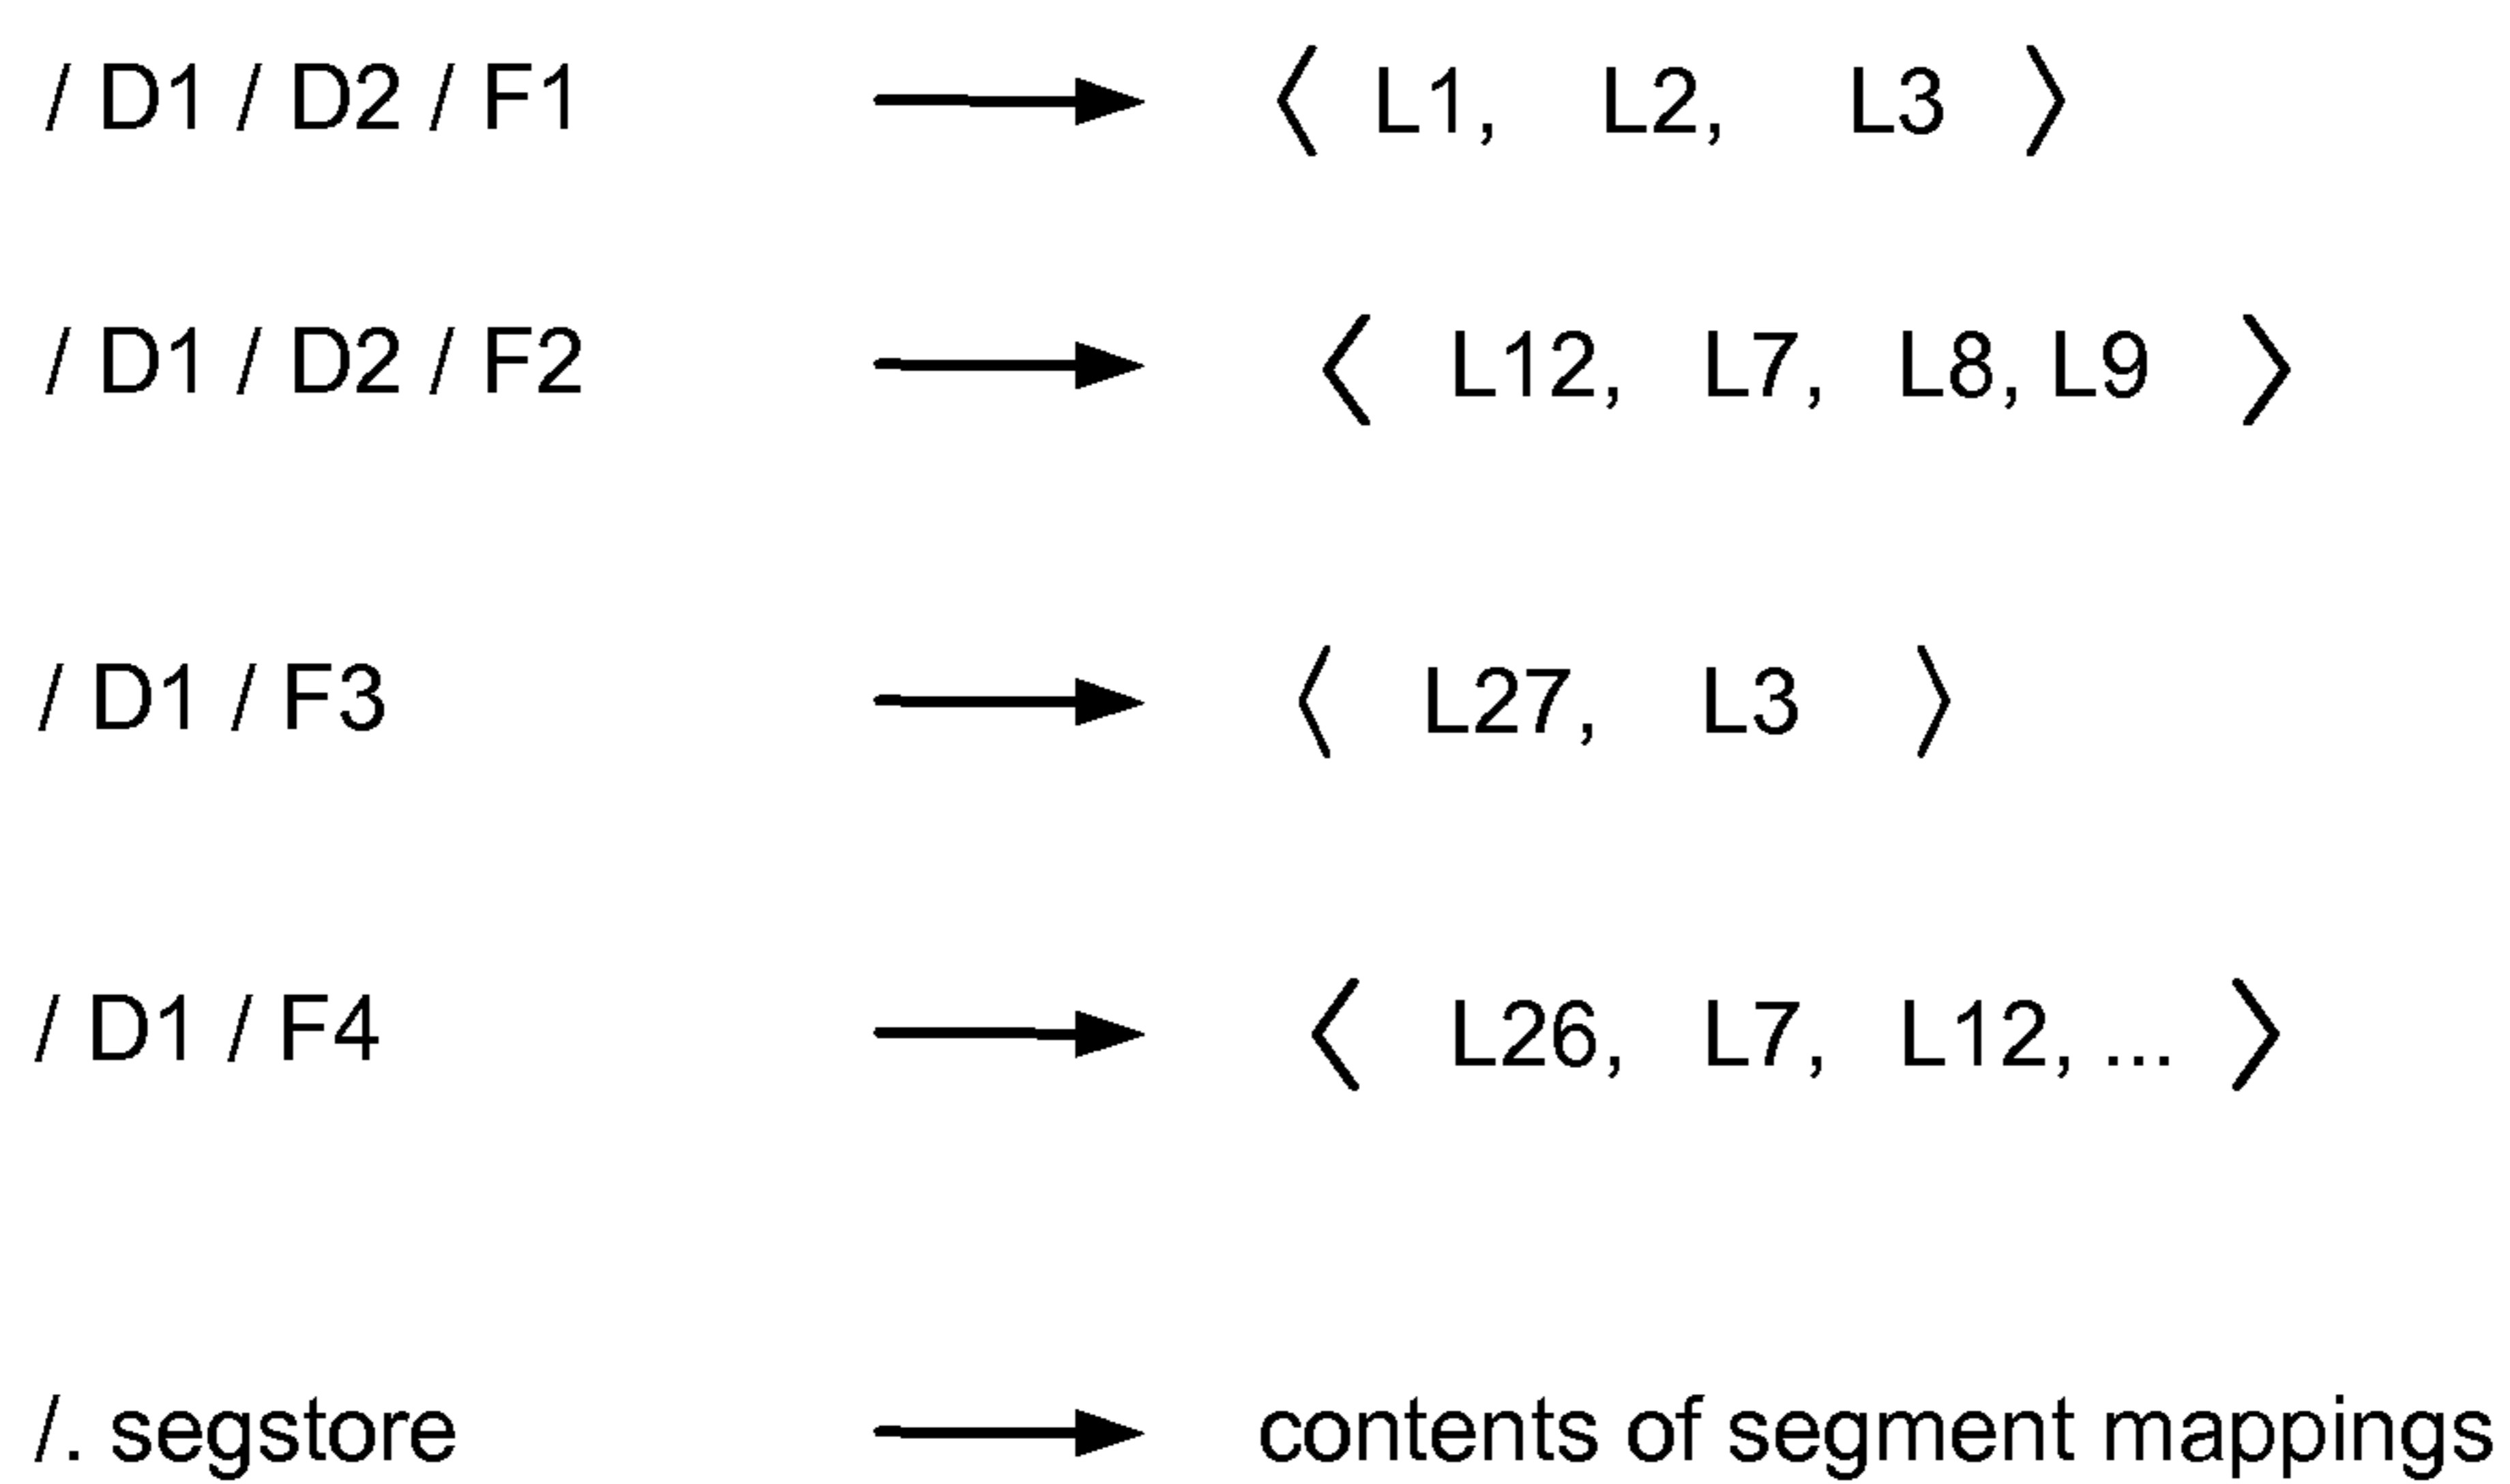 / D1 / D2 / F1 ⟨ L1, L2, L3 ⟩
/ D1 / D2 / F2 ⟨ L12, L7, L8, L9 ⟩
/ D1 / F3 ⟨ L27, L3 ⟩
/ D1 / F4 ⟨ L26, L7, L12, ... ⟩
/. segstore contents of segment mappings